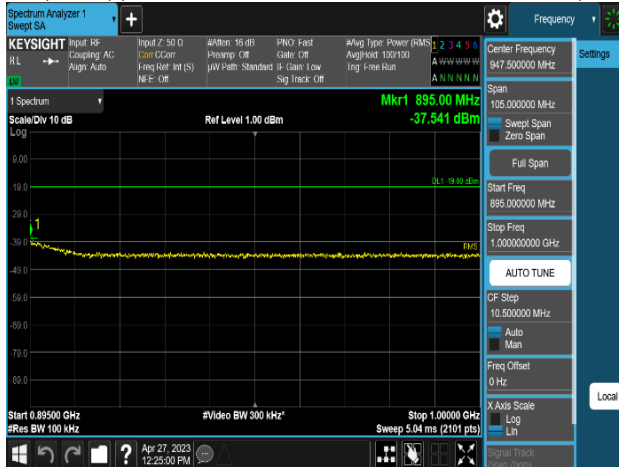 Spectrum Analyzer 1
Swept SA
Frequency
KEYSIGHT
RL
Input: RF
Coupling: AC
Align: Auto
Input Z: 50 Ω
Corr CCorr
Freq Ref: Int (S)
NFE: Off
#Atten: 16 dB
Preamp: Off
µW Path: Standard
PNO: Fast
Gate: Off
IF Gain: Low
Sig Track: Off
#Avg Type: Power (RMS
Avg|Hold: 100/100
Trig: Free Run
1 2 3 4 5 6
A W W W W W
A N N N N N
1 Spectrum
Scale/Div 10 dB
Log
Ref Level 1.00 dBm
Mkr1 895.00 MHz
-37.541 dBm
-9.00
-19.0
-29.0
-39.0
-49.0
-59.0
-69.0
-79.0
-89.0
DL1 -19.00 dBm
1
RMS
Start 0.89500 GHz
#Res BW 100 kHz
#Video BW 300 kHz*
Stop 1.00000 GHz
Sweep 5.04 ms (2101 pts)
Apr 27, 2023
12:25:00 PM
Center Frequency
947.500000 MHz
Settings
Span
105.000000 MHz
Swept Span
Zero Span
Full Span
Start Freq
895.000000 MHz
Stop Freq
1.000000000 GHz
AUTO TUNE
CF Step
10.500000 MHz
Auto
Man
Freq Offset
0 Hz
X Axis Scale
Log
Lin
Local
Signal Track
(Span Zoom)